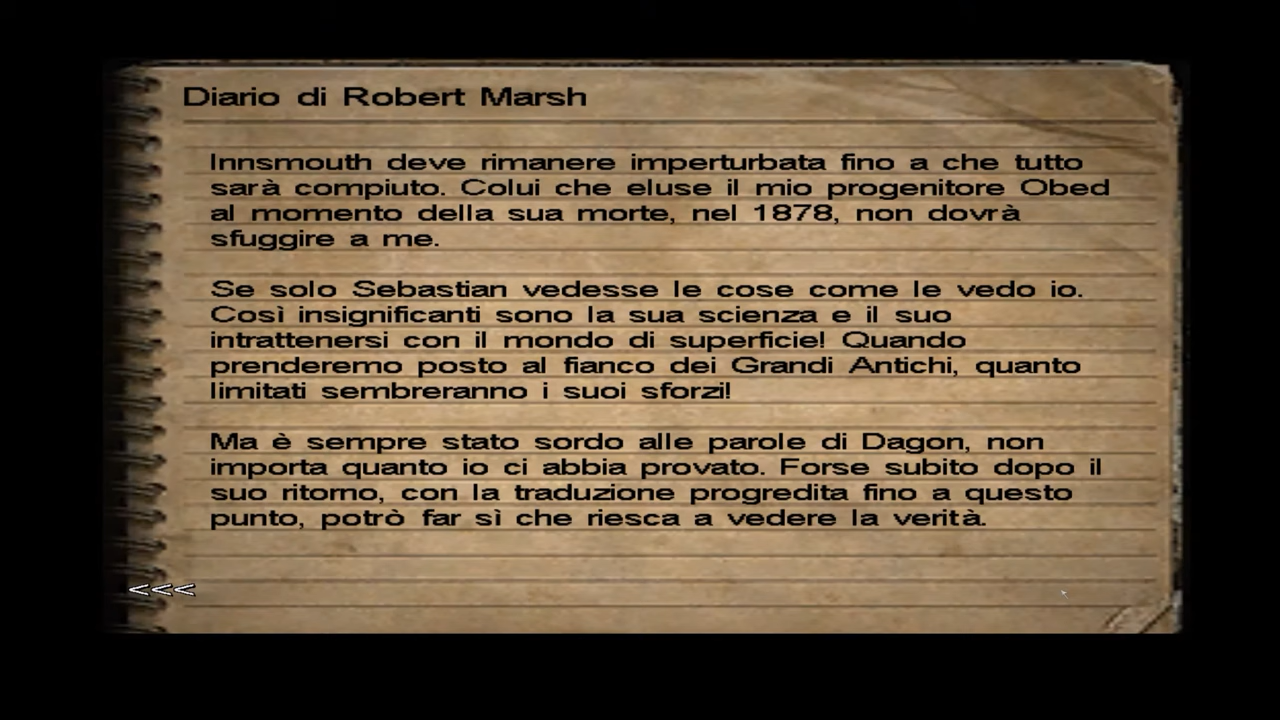 Diario di Robert Marsh
Innsmouth deve rimanere imperturbata fino a che tutto
sarà compiuto. Colui che eluse il mio progenitore Obed
al momento della sua morte, nel 1878, non dovrà
sfuggire a me.
Se solo Sebastian vedesse le cose come le vedo io.
Così insignificanti sono la sua scienza e il suo
intrattenersi con il mondo di superficie! Quando
prenderemo posto al fianco dei Grandi Antichi, quanto
limitati sembreranno i suoi sforzi!
Ma è sempre stato sordo alle parole di Dagon, non
importa quanto io ci abbia provato. Forse subito dopo il
suo ritorno, con la traduzione progredita fino a questo
punto, potrò far sì che riesca a vedere la verità.
<<<